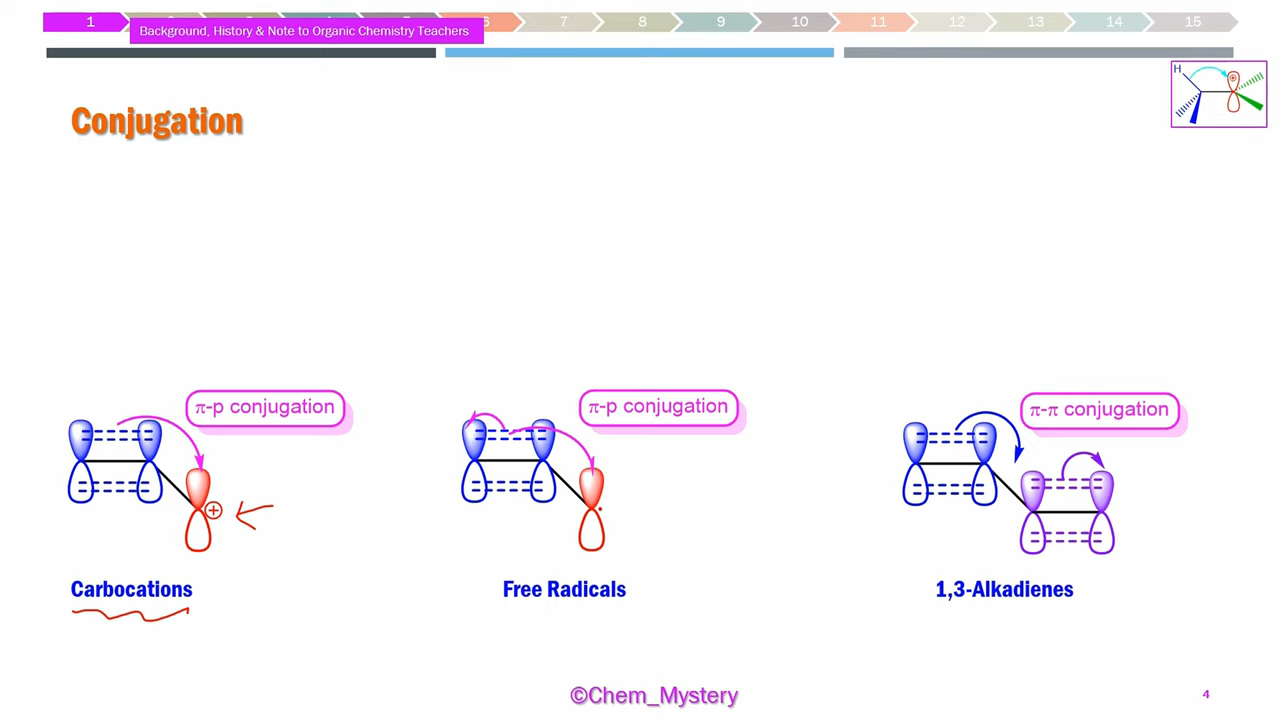 1 6 7 8 9 10 11 12 13 14 15
Background, History & Note to Organic Chemistry Teachers
H
Conjugation
π-p conjugation
π-p conjugation
π-π conjugation
Carbocations
Free Radicals
1,3-Alkadienes
©Chem_Mystery
4